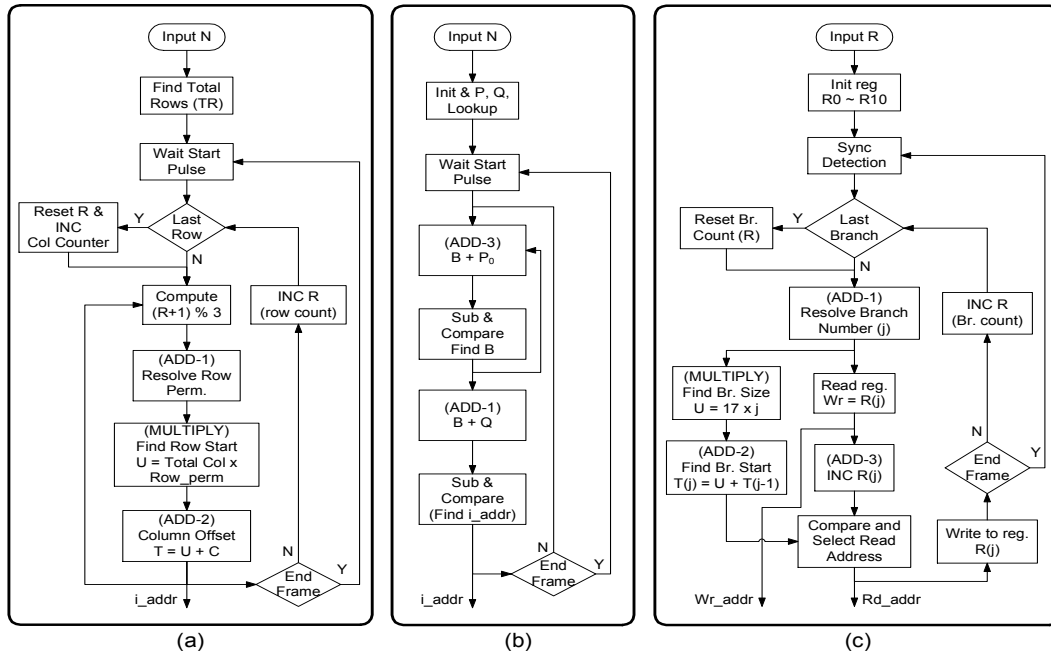 Input N
Find Total
Rows (TR)
Wait Start
Pulse
Reset R &
INC
Col Counter
Y
Last
Row
N
Compute
(R+1) % 3
INC R
(row count)
(ADD-1)
Resolve Row
Perm.
(MULTIPLY)
Find Row Start
U = Total Col x
Row_perm
(ADD-2)
Column Offset
T = U + C
N
Y
End
Frame
i_addr
(a)
Input N
Init & P, Q,
Lookup
Wait Start
Pulse
(ADD-3)
B + P₀
Sub &
Compare
Find B
(ADD-1)
B + Q
Sub &
Compare
(Find i_addr)
N
Y
End
Frame
i_addr
(b)
Input R
Init reg
R0 ~ R10
Sync
Detection
Reset Br.
Count (R)
Y
Last
Branch
N
(ADD-1)
Resolve Branch
Number (j)
INC R
(Br. count)
(MULTIPLY)
Find Br. Size
U = 17 x j
Read reg.
Wr = R(j)
(ADD-2)
Find Br. Start
T(j) = U + T(j-1)
(ADD-3)
INC R(j)
N
Y
End
Frame
Compare and
Select Read
Address
Write to reg.
R(j)
Wr_addr
Rd_addr
(c)